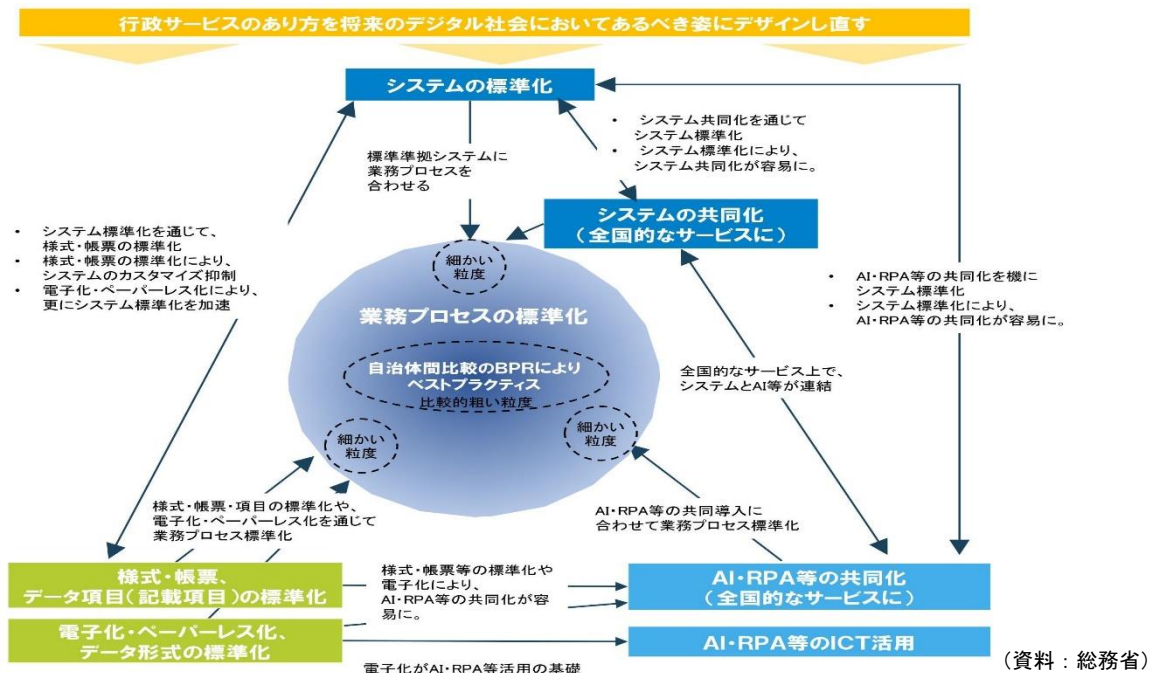 行政サービスのあり方を将来のデジタル社会においてあるべき姿にデザインし直す
システムの標準化
• システム共同化を通じて
システム標準化
• システム標準化により、
システム共同化が容易に。
標準準拠システムに
業務プロセスを
合わせる
システムの共同化
(全国的なサービスに)
• システム標準化を通じて、
様式・帳票の標準化
• 様式・帳票の標準化により、
システムのカスタマイズ抑制
• 電子化・ペーパーレス化により、
更にシステム標準化を加速
細かい
粒度
• AI・RPA等の共同化を機に
システム標準化
• システム標準化により、
AI・RPA等の共同化が容易に。
業務プロセスの標準化
自治体間比較のBPRにより
ベストプラクティス
比較的粗い粒度
全国的なサービス上で、
システムとAI等が連結
細かい
粒度
細かい
粒度
様式・帳票・項目の標準化や、
電子化・ペーパーレス化を通じて
業務プロセス標準化
AI・RPA等の共同導入に
合わせて業務プロセス標準化
様式・帳票、
データ項目(記載項目)の標準化
様式・帳票等の標準化や
電子化により、
AI・RPA等の共同化が容
易に。
AI・RPA等の共同化
(全国的なサービスに)
電子化・ペーパーレス化、
データ形式の標準化
AI・RPA等のICT活用
電子化がAI・RPA等活用の基礎
(資料:総務省)